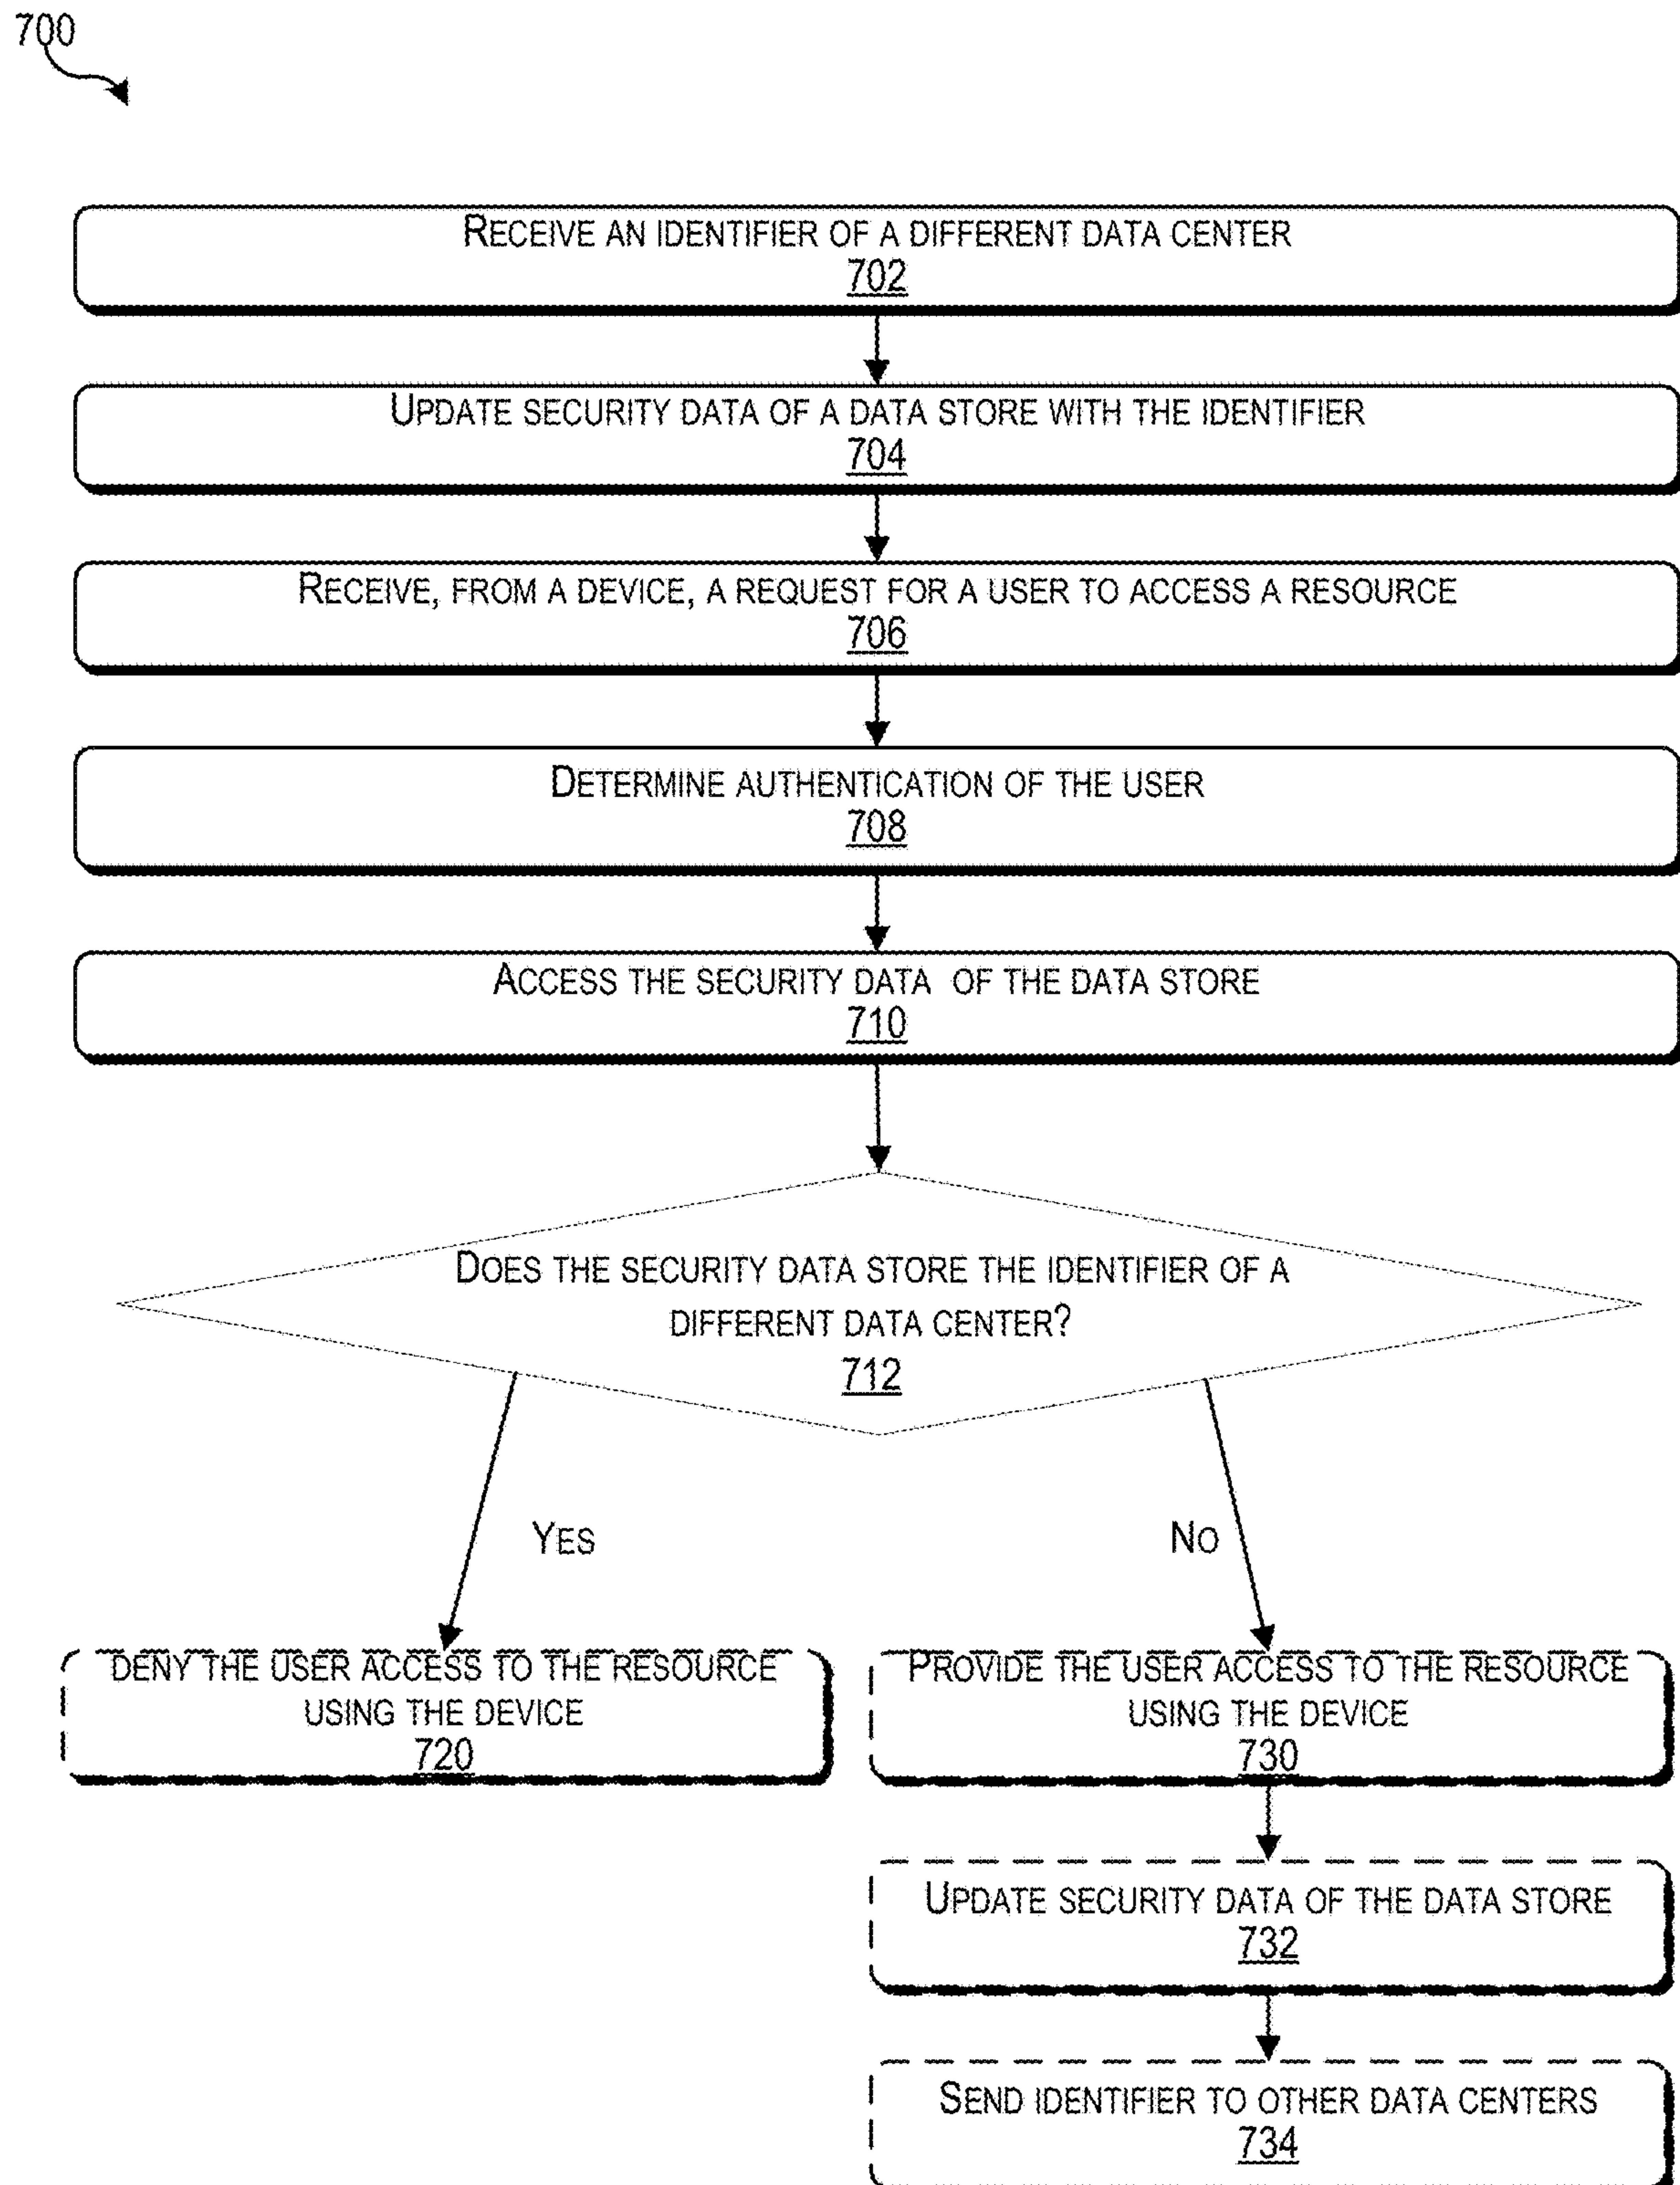 700
RECEIVE AN IDENTIFIER OF A DIFFERENT DATA CENTER
702
UPDATE SECURITY DATA OF A DATA STORE WITH THE IDENTIFIER
704
RECEIVE, FROM A DEVICE, A REQUEST FOR A USER TO ACCESS A RESOURCE
706
DETERMINE AUTHENTICATION OF THE USER
708
ACCESS THE SECURITY DATA OF THE DATA STORE
710
DOES THE SECURITY DATA STORE THE IDENTIFIER OF A
DIFFERENT DATA CENTER?
712
YES
NO
DENY THE USER ACCESS TO THE RESOURCE
USING THE DEVICE
720
PROVIDE THE USER ACCESS TO THE RESOURCE
USING THE DEVICE
730
UPDATE SECURITY DATA OF THE DATA STORE
732
SEND IDENTIFIER TO OTHER DATA CENTERS
734